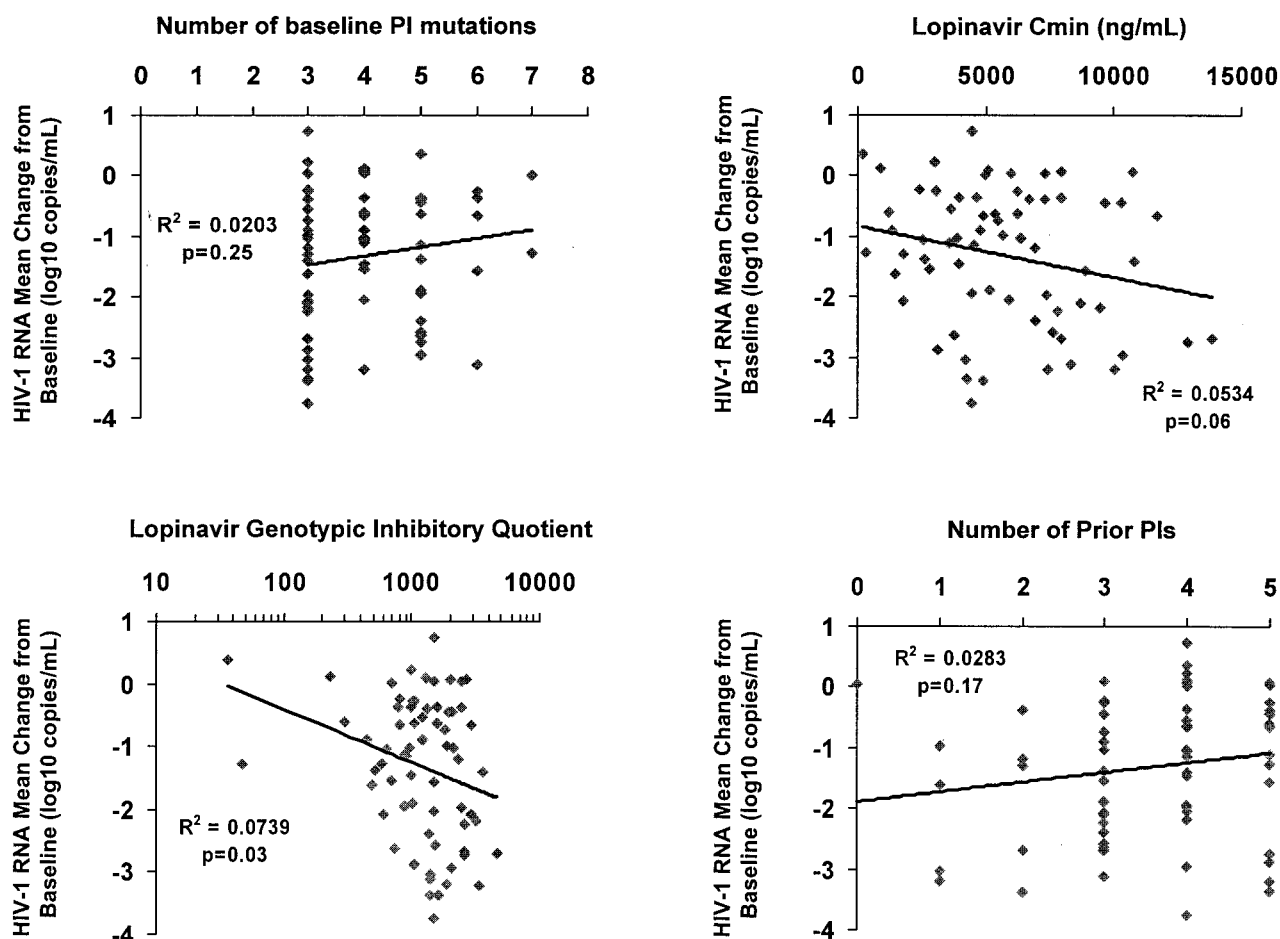 Number of baseline PI mutations
0 1 2 3 4 5 6 7 8
HIV-1 RNA Mean Change from
Baseline (log10 copies/mL)
1
0
-1
-2
-3
-4
R² = 0.0203
p=0.25
Lopinavir Cmin (ng/mL)
0 5000 10000 15000
HIV-1 RNA Mean Change from
Baseline (log10 copies/mL)
1
0
-1
-2
-3
-4
R² = 0.0534
p=0.06
Lopinavir Genotypic Inhibitory Quotient
10 100 1000 10000
HIV-1 RNA Mean Change from
Baseline (log10 copies/mL)
1
0
-1
-2
-3
-4
R² = 0.0739
p=0.03
Number of Prior PIs
0 1 2 3 4 5
HIV-1 RNA Mean Change from
Baseline (log10 copies/mL)
1
0
-1
-2
-3
-4
R² = 0.0283
p=0.17